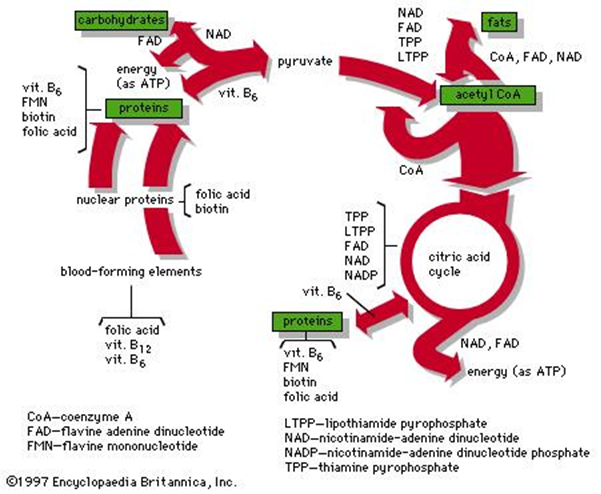 carbohydrates
FAD
NAD
energy
(as ATP)
vit. B6
FMN
biotin
folic acid
proteins
vit. B6
pyruvate
NAD
FAD
TPP
LTPP
fats
CoA, FAD, NAD
acetyl CoA
CoA
nuclear proteins
folic acid
biotin
blood-forming elements
folic acid
vit. B12
vit. B6
TPP
LTPP
FAD
NAD
NADP
citric acid
cycle
vit. B6
proteins
vit. B6
FMN
biotin
folic acid
NAD, FAD
energy (as ATP)
CoA—coenzyme A
FAD—flavine adenine dinucleotide
FMN—flavine mononucleotide
LTPP—lipothiamide pyrophosphate
NAD—nicotinamide-adenine dinucleotide
NADP—nicotinamide-adenine dinucleotide phosphate
TPP—thiamine pyrophosphate
©1997 Encyclopaedia Britannica, Inc.